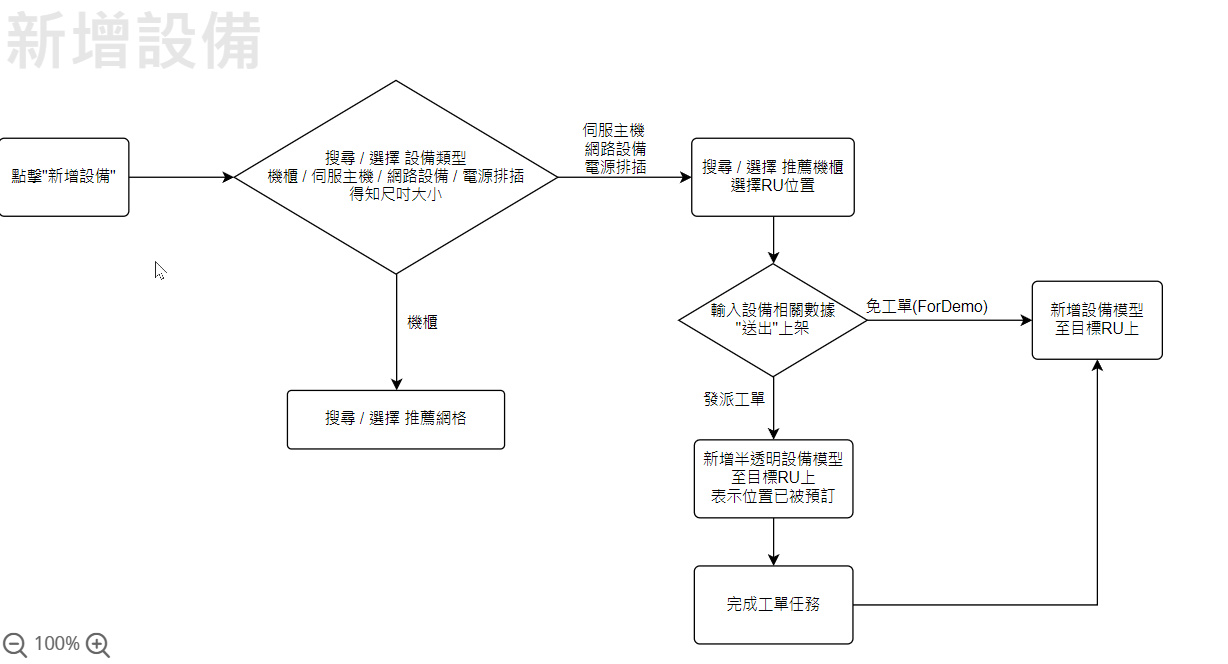 新增設備
點擊"新增設備"
搜尋 / 選擇 設備類型
機櫃 / 伺服主機 / 網路設備 / 電源排插
得知尺吋大小
伺服主機
網路設備
電源排插
搜尋 / 選擇 推薦機櫃
選擇RU位置
機櫃
搜尋 / 選擇 推薦網格
輸入設備相關數據
"送出"上架
免工單(ForDemo)
新增設備模型
至目標RU上
發派工單
新增半透明設備模型
至目標RU上
表示位置已被預訂
完成工單任務
100%